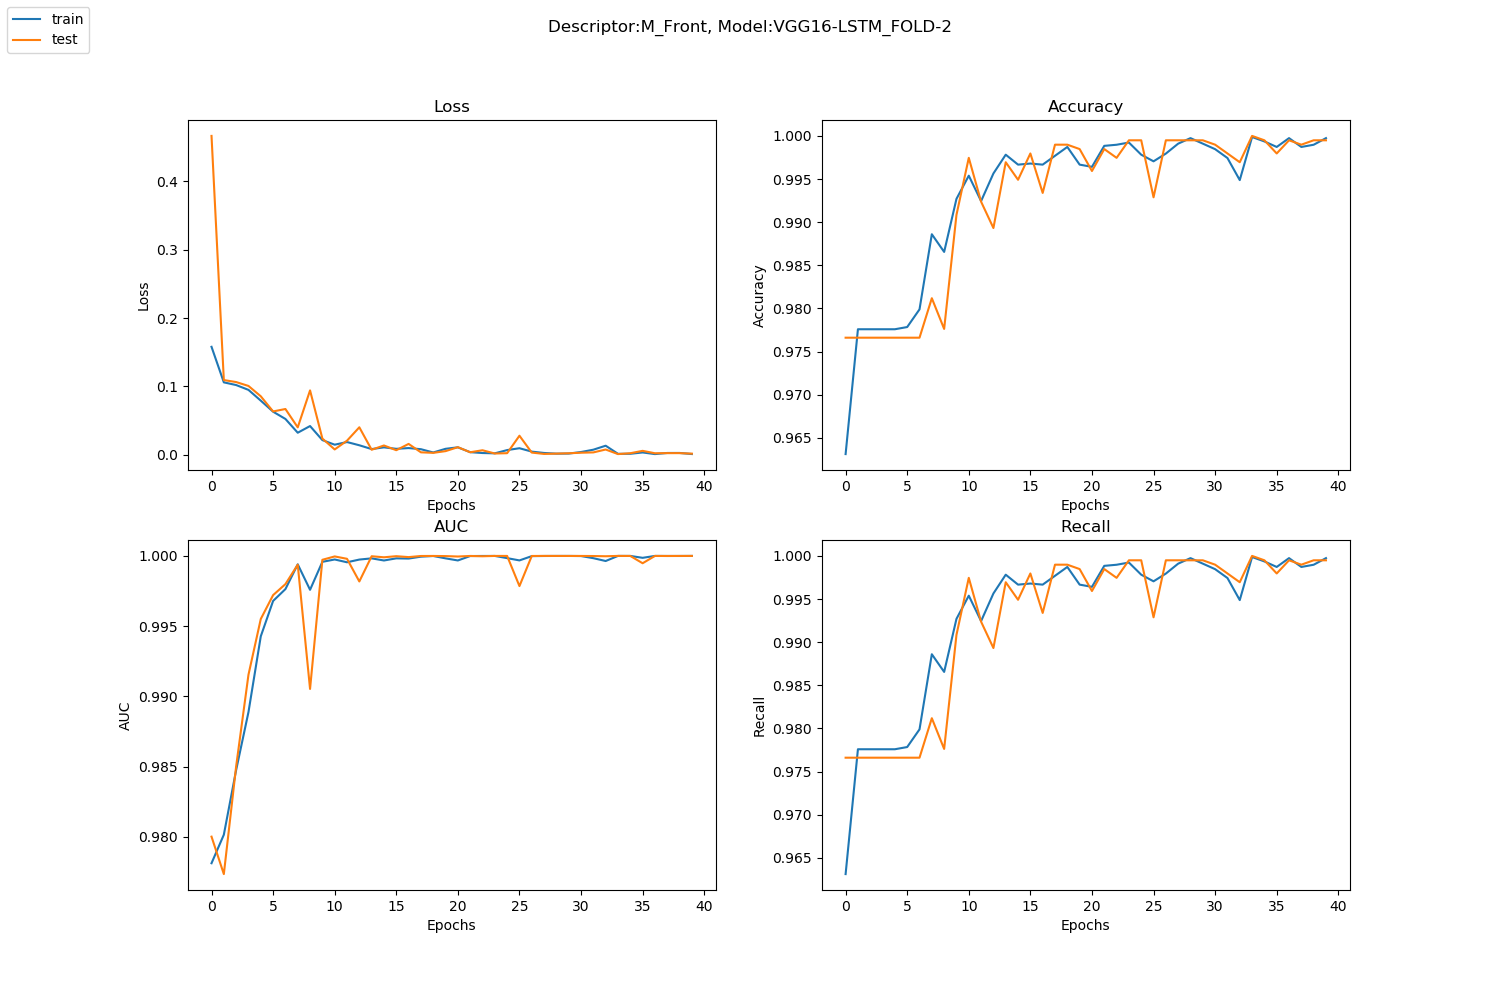 train
test
Descriptor:M_Front, Model:VGG16-LSTM_FOLD-2
Loss
0.4
0.3
0.2
0.1
0.0
Loss
0 5 10 15 20 25 30 35 40
Epochs
Accuracy
1.000
0.995
0.990
0.985
0.980
0.975
0.970
0.965
Accuracy
0 5 10 15 20 25 30 35 40
Epochs
AUC
1.000
0.995
0.990
0.985
0.980
AUC
0 5 10 15 20 25 30 35 40
Epochs
Recall
1.000
0.995
0.990
0.985
0.980
0.975
0.970
0.965
Recall
0 5 10 15 20 25 30 35 40
Epochs